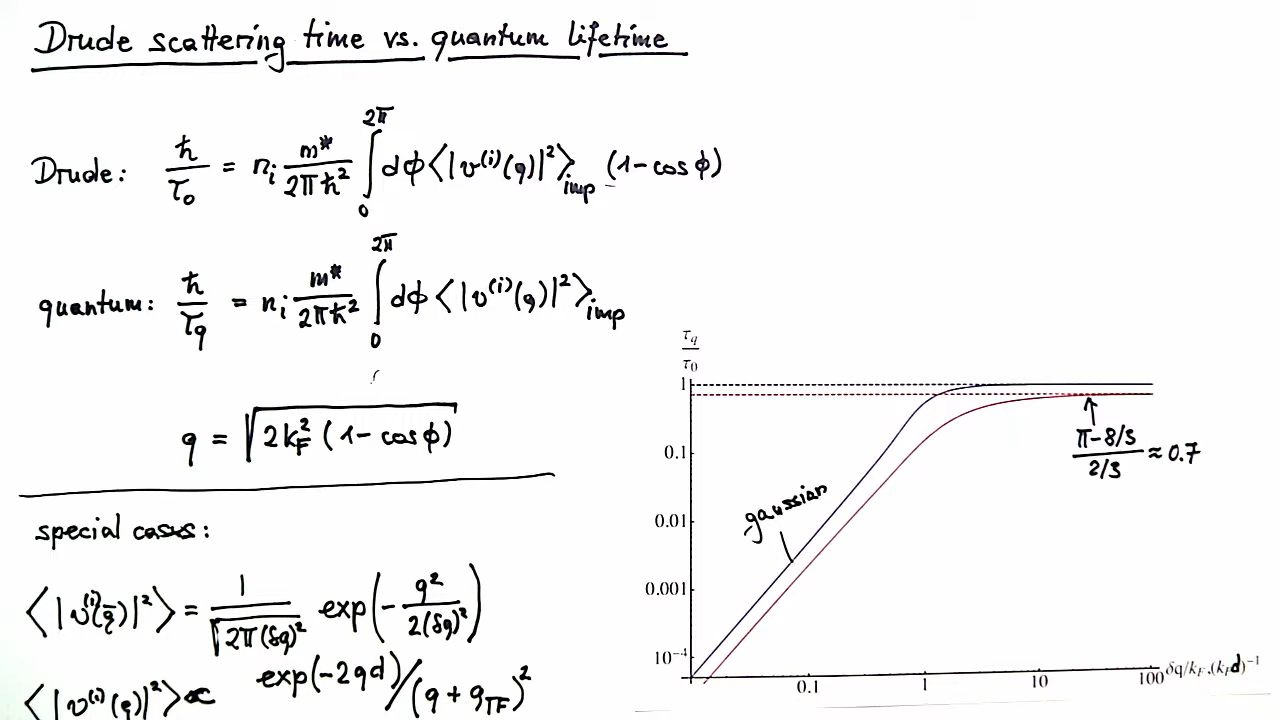 Drude scattering time vs. quantum lifetime
Drude: ħ/τ₀ = nᵢ m*/2πħ² ∫₀^2π dϕ⟨|v⁽ⁱ⁾(q)|²⟩imp (1-cosϕ)
quantum: ħ/τq = nᵢ m*/2πħ² ∫₀^2π dϕ⟨|v⁽ⁱ⁾(q)|²⟩imp
q = √(2k_F² (1-cosϕ))
special cases:
⟨|v⁽ⁱ⁾(q̄)|²⟩ = 1/√(2π(δq)²) exp(-q²/2(δq)²)
⟨|v⁽ⁱ⁾(q)|²⟩ ∝ exp(-2qd)/(q + q_TF)²
τq/τ0
1
0.1
0.01
0.001
10⁻⁴
0.1 1 10 100
δq/k_F,(k_Fd)⁻¹
gaussian
π-8/3
2/3 ≈ 0.7